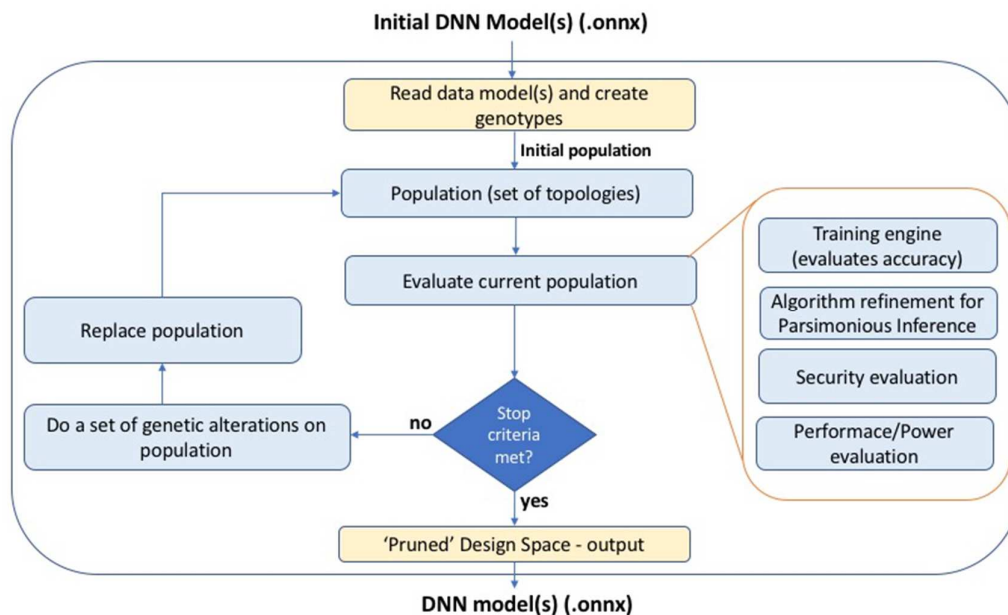 Initial DNN Model(s) (.onnx)
Read data model(s) and create
genotypes
Initial population
Population (set of topologies)
Evaluate current population
Training engine
(evaluates accuracy)
Algorithm refinement for
Parsimonious Inference
Security evaluation
Performace/Power
evaluation
Replace population
Do a set of genetic alterations on
population
no
Stop
criteria
met?
yes
‘Pruned’ Design Space - output
DNN model(s) (.onnx)